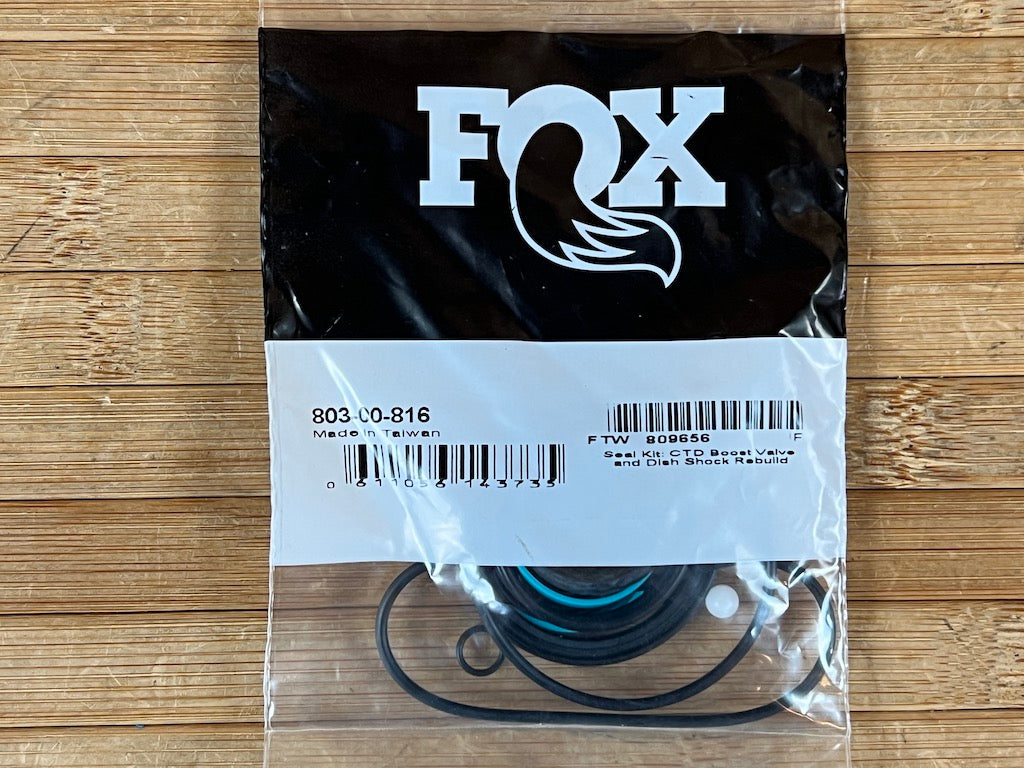 FOX
803-00-816
Made in Taiwan
0 611056 143735
FTW 809656 F
Seal Kit: CTD Boost Valve
and Dish Shock Rebuild